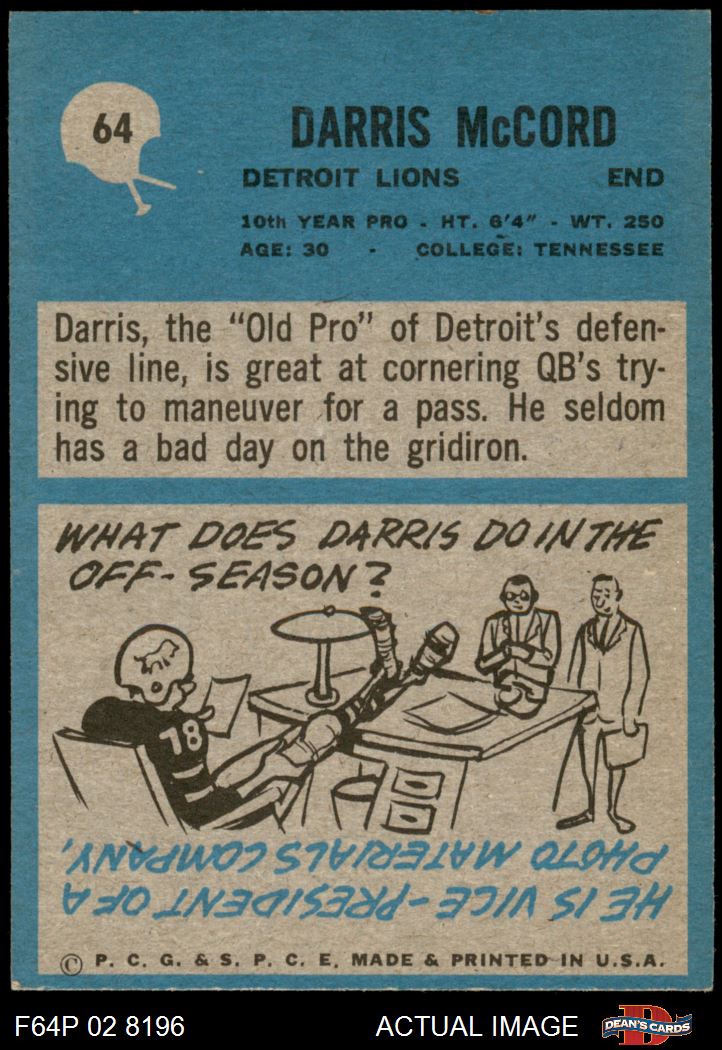 64
DARRIS McCORD
DETROIT LIONS END
10th YEAR PRO - HT. 6'4" - WT. 250
AGE: 30 - COLLEGE: TENNESSEE
Darris, the "Old Pro" of Detroit's defen-
sive line, is great at cornering QB's try-
ing to maneuver for a pass. He seldom
has a bad day on the gridiron.
WHAT DOES DARRIS DO IN THE
OFF-SEASON?
78
HE IS VICE-PRESIDENT OF A
PHOTO MATERIALS COMPANY,
© P. C. G. & S. P. C. E. MADE & PRINTED IN U.S.A.
F64P 02 8196 ACTUAL IMAGE D DEAN'S CARDS